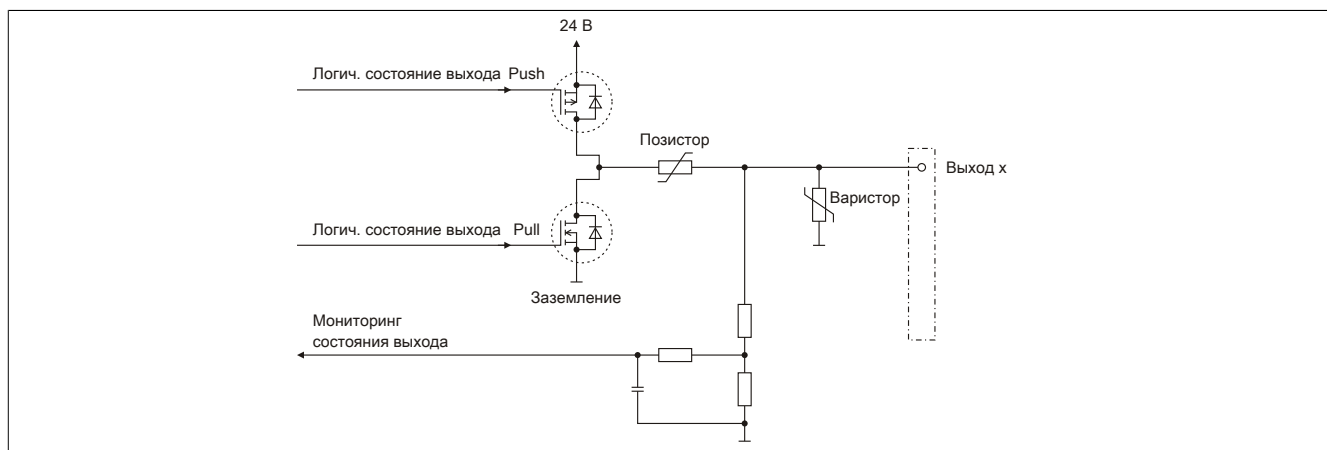 24 В
Логич. состояние выхода Push
Позистор
Выход x
Варистор
Логич. состояние выхода Pull
Заземление
Мониторинг
состояния выхода